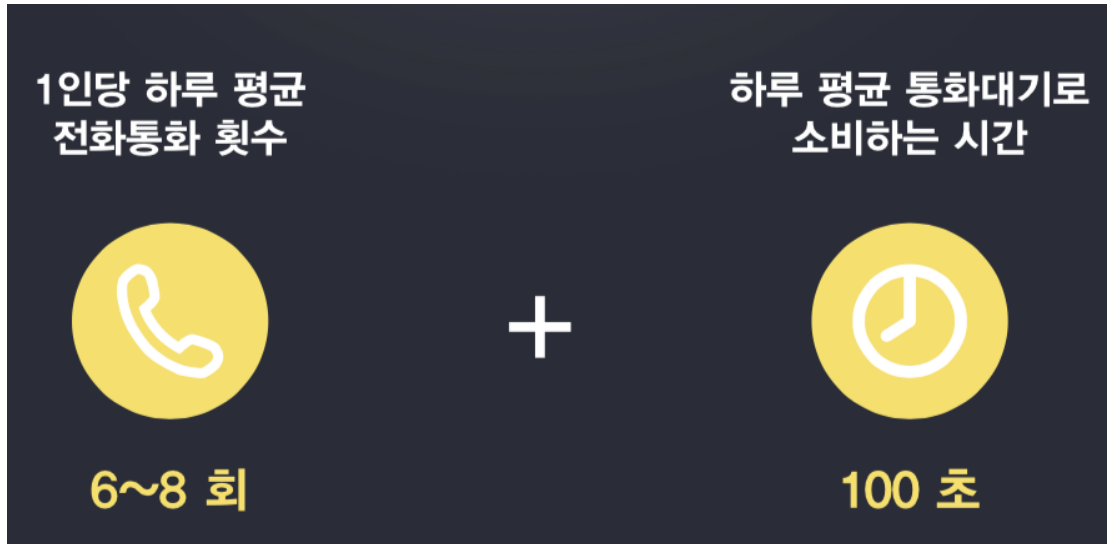 1인당 하루 평균
전화통화 횟수
하루 평균 통화대기로
소비하는 시간
+
6~8 회
100 초